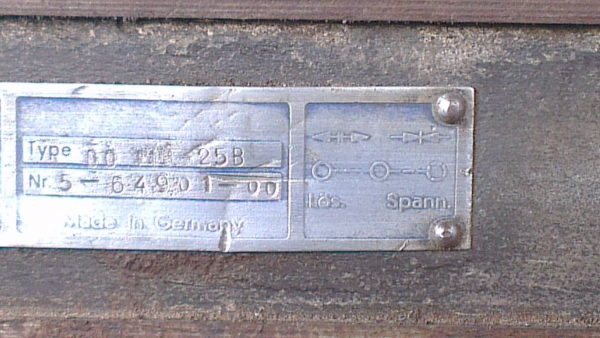 Type 25B
Nr. 5-64901-00
Made in Germany
Lös. Spann.